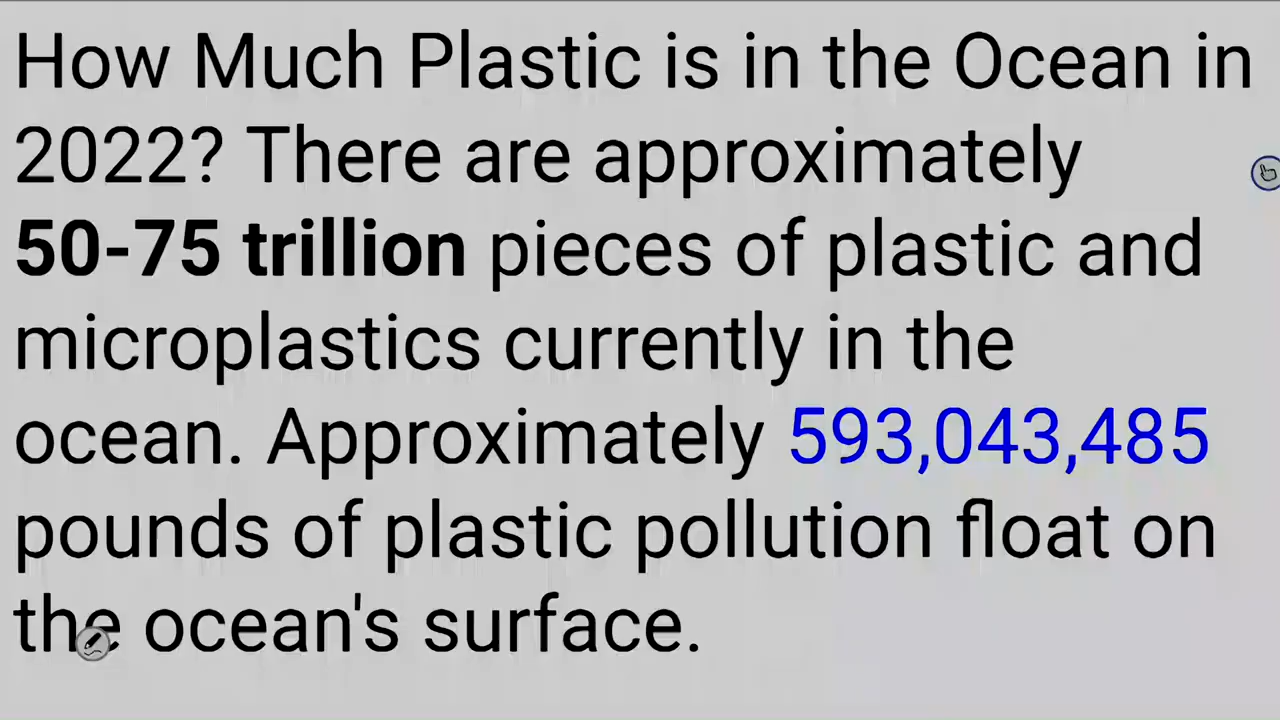 How Much Plastic is in the Ocean in
2022? There are approximately
50-75 trillion pieces of plastic and
microplastics currently in the
ocean. Approximately 593,043,485
pounds of plastic pollution float on
the ocean's surface.